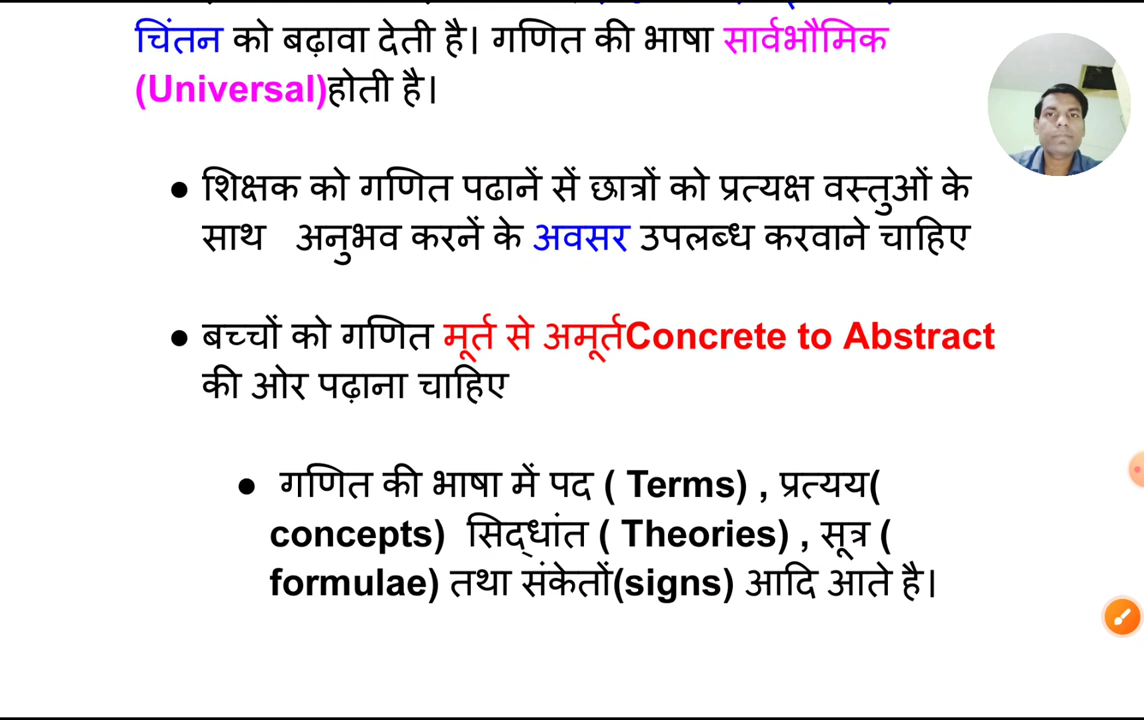 चिंतन को बढ़ावा देती है। गणित की भाषा सार्वभौमिक
(Universal)होती है।
● शिक्षक को गणित पढानें सें छात्रों को प्रत्यक्ष वस्तुओं के
साथ अनुभव करनें के अवसर उपलब्ध करवाने चाहिए
● बच्चों को गणित मूर्त से अमूर्तConcrete to Abstract
की ओर पढ़ाना चाहिए
● गणित की भाषा में पद ( Terms) , प्रत्यय(
concepts) सिद्धांत ( Theories) , सूत्र (
formulae) तथा संकेतों(signs) आदि आते है।